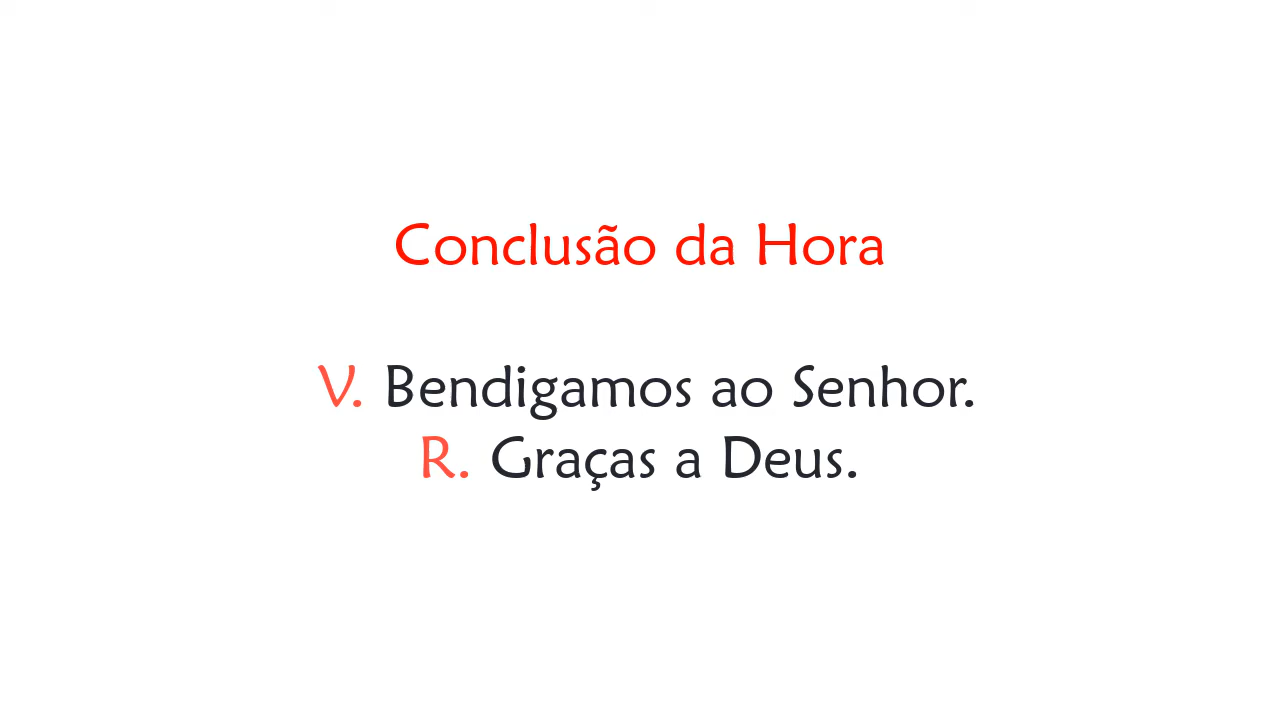 Conclusão da Hora
V. Bendigamos ao Senhor.
R. Graças a Deus.